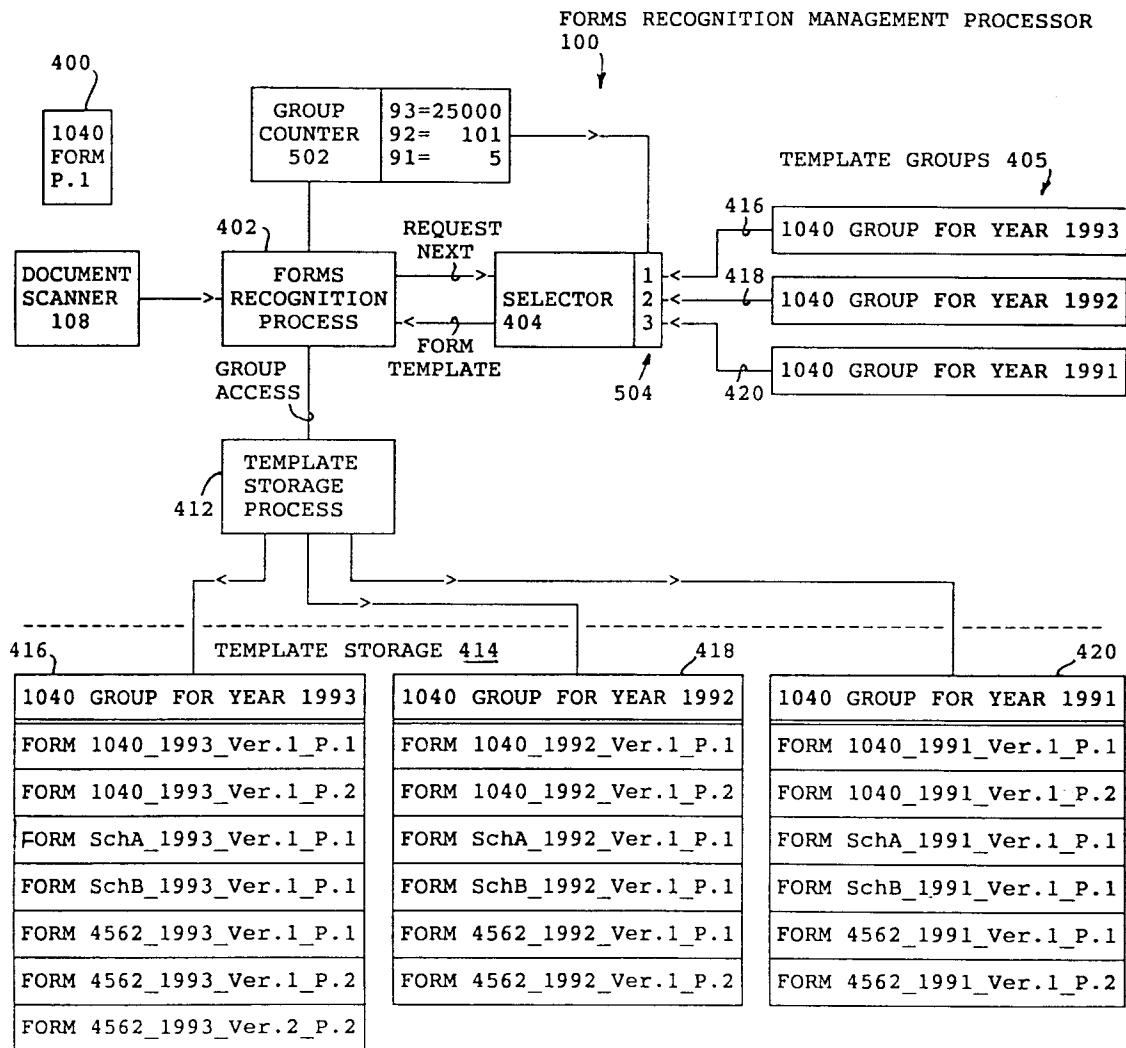 FORMS RECOGNITION MANAGEMENT PROCESSOR
100
400
1040
FORM
P.1
GROUP
COUNTER
502
93=25000
92= 101
91= 5
TEMPLATE GROUPS 405
416
1040 GROUP FOR YEAR 1993
418
1040 GROUP FOR YEAR 1992
420
1040 GROUP FOR YEAR 1991
DOCUMENT
SCANNER
108
402
FORMS
RECOGNITION
PROCESS
REQUEST
NEXT
FORM
TEMPLATE
SELECTOR
404
1
2
3
504
GROUP
ACCESS
TEMPLATE
STORAGE
PROCESS
412
TEMPLATE STORAGE 414
416
1040 GROUP FOR YEAR 1993
FORM 1040_1993_Ver.1_P.1
FORM 1040_1993_Ver.1_P.2
FORM SchA_1993_Ver.1_P.1
FORM SchB_1993_Ver.1_P.1
FORM 4562_1993_Ver.1_P.1
FORM 4562_1993_Ver.1_P.2
FORM 4562_1993_Ver.2_P.2
418
1040 GROUP FOR YEAR 1992
FORM 1040_1992_Ver.1_P.1
FORM 1040_1992_Ver.1_P.2
FORM SchA_1992_Ver.1_P.1
FORM SchB_1992_Ver.1_P.1
FORM 4562_1992_Ver.1_P.1
FORM 4562_1992_Ver.1_P.2
420
1040 GROUP FOR YEAR 1991
FORM 1040_1991_Ver.1_P.1
FORM 1040_1991_Ver.1_P.2
FORM SchA_1991_Ver.1_P.1
FORM SchB_1991_Ver.1_P.1
FORM 4562_1991_Ver.1_P.1
FORM 4562_1991_Ver.1_P.2